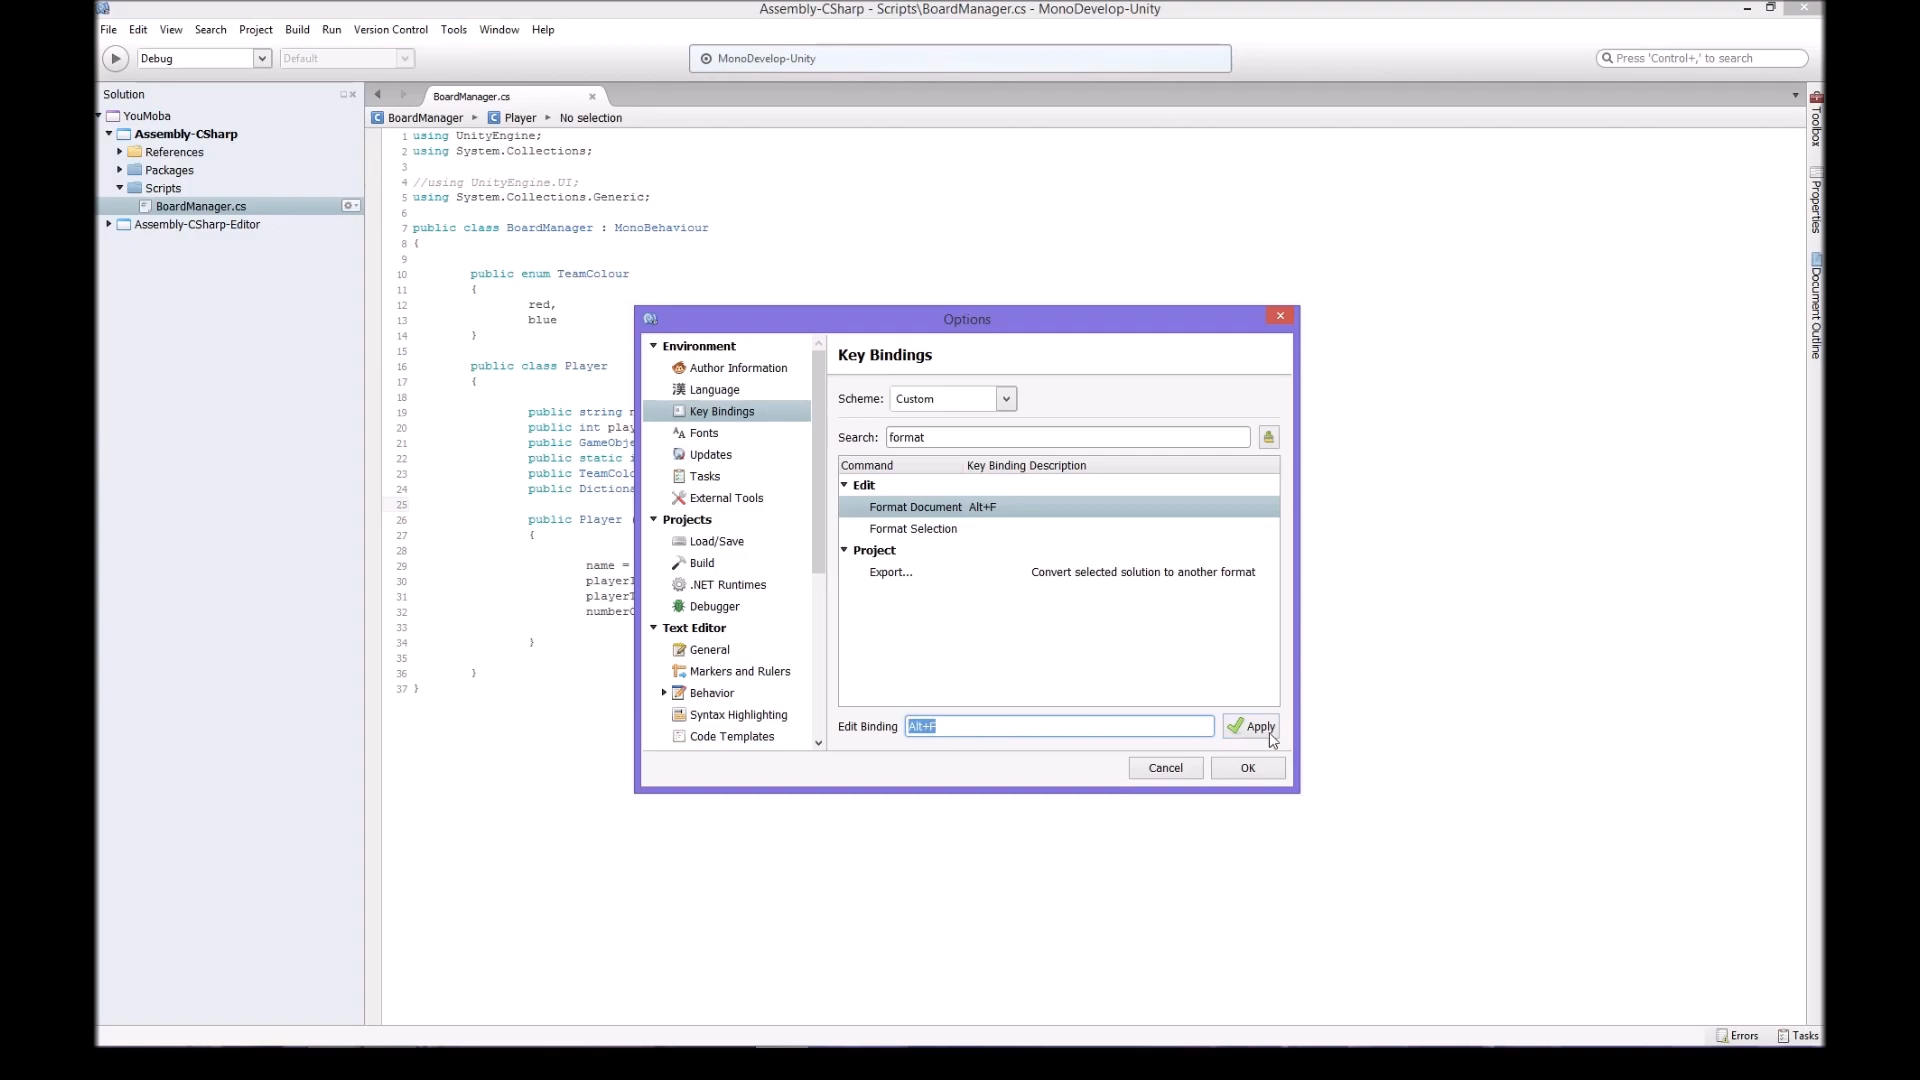 Assembly-CSharp - Scripts\BoardManager.cs - MonoDevelop-Unity
File Edit View Search Project Build Run Version Control Tools Window Help
Debug Default MonoDevelop-Unity Press 'Control+,' to search
Solution
YouMoba
Assembly-CSharp
References
Packages
Scripts
BoardManager.cs
Assembly-CSharp-Editor
BoardManager.cs
BoardManager Player No selection
1 using UnityEngine;
2 using System.Collections;
3
4 //using UnityEngine.UI;
5 using System.Collections.Generic;
6
7 public class BoardManager : MonoBehaviour
8 {
9
10 public enum TeamColour
11 {
12 red,
13 blue
14 }
15
16 public class Player
17 {
18
19 public string
20 public int play
21 public GameObje
22 public static i
23 public TeamColo
24 public Dictiona
25
26 public Player (
27 {
28
29 name =
30 playerI
31 playerT
32 numberO
33
34 }
35
36 }
37 }
Options
Environment
Author Information
漢 Language
Key Bindings
AA Fonts
Updates
Tasks
External Tools
Projects
Load/Save
Build
.NET Runtimes
Debugger
Text Editor
General
Markers and Rulers
Behavior
Syntax Highlighting
Code Templates
Key Bindings
Scheme: Custom
Search: format
Command Key Binding Description
Edit
Format Document Alt+F
Format Selection
Project
Export... Convert selected solution to another format
Edit Binding Alt+F Apply
Cancel OK
Toolbox
Properties
Document Outline
Errors Tasks